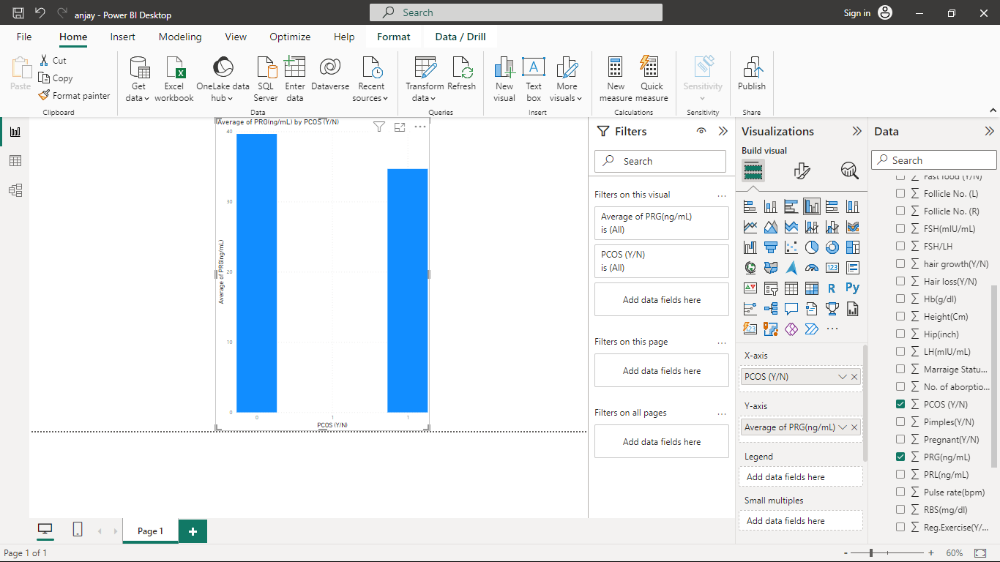 anjay - Power BI Desktop
Search
Sign in
File
Home
Insert
Modeling
View
Optimize
Help
Format
Data / Drill
Paste
Cut
Copy
Format painter
Clipboard
Get data
Excel workbook
OneLake data hub
SQL Server
Enter data
Dataverse
Recent sources
Data
Transform data
Refresh
Queries
New visual
Text box
More visuals
Insert
New measure
Quick measure
Calculations
Sensitivity
Sensitivity
Publish
Share
Average of PRG(ng/mL) by PCOS (Y/N)
40
30
20
10
0
Average of PRG(ng/mL)
0
1
1
PCOS (Y/N)
Filters
Search
Filters on this visual
...
Average of PRG(ng/mL)
is (All)
PCOS (Y/N)
is (All)
Add data fields here
Filters on this page
...
Add data fields here
Filters on all pages
...
Add data fields here
Visualizations
Build visual
123
R
Py
123
...
X-axis
PCOS (Y/N)
Y-axis
Average of PRG(ng/mL)
Legend
Add data fields here
Small multiples
Add data fields here
Data
Search
Fast food (Y/N)
Follicle No. (L)
Follicle No. (R)
FSH(mIU/mL)
FSH/LH
hair growth(Y/N)
Hair loss(Y/N)
Hb(g/dl)
Height(Cm)
Hip(inch)
LH(mIU/mL)
Marraige Statu...
No. of aborptio...
PCOS (Y/N)
Pimples(Y/N)
Pregnant(Y/N)
PRG(ng/mL)
PRL(ng/mL)
Pulse rate(bpm)
RBS(mg/dl)
Reg.Exercise(Y/...
Page 1
Page 1 of 1
- + 60%